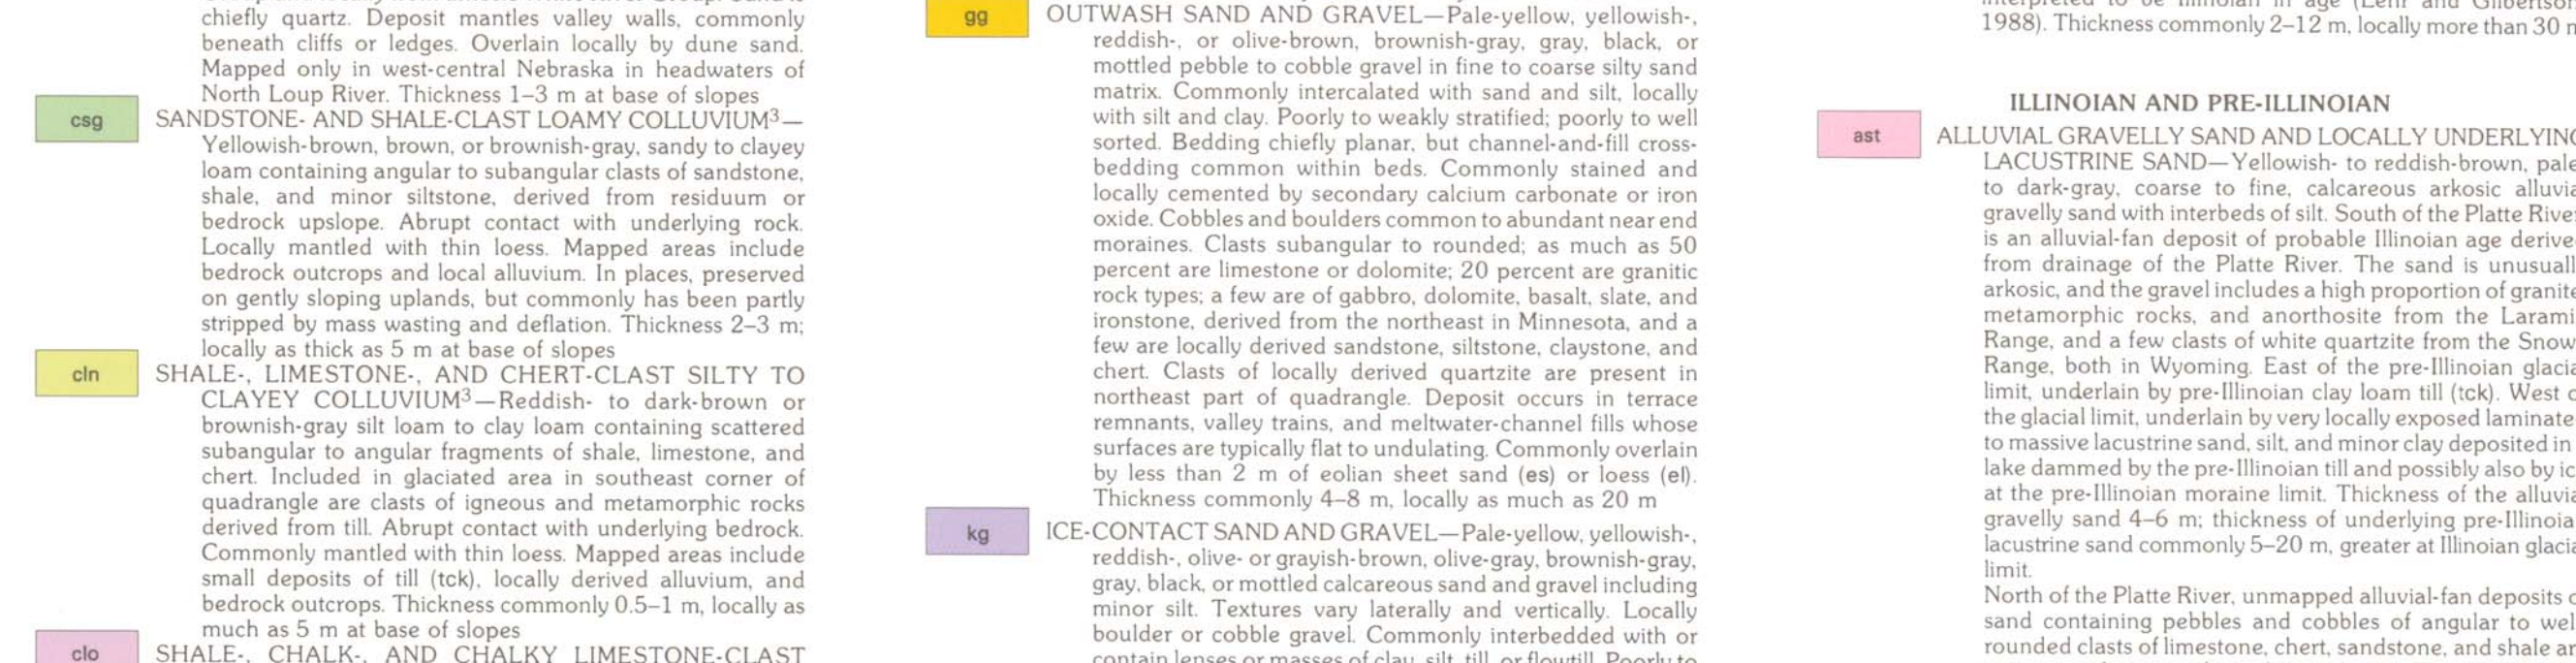 chiefly quartz. Deposit mantles valley walls, commonly
beneath cliffs or ledges. Overlain locally by dune sand.
Mapped only in west-central Nebraska in headwaters of
North Loup River. Thickness 1–3 m at base of slopes
csg
SANDSTONE- AND SHALE-CLAST LOAMY COLLUVIUM³—
Yellowish-brown, brown, or brownish-gray, sandy to clayey
loam containing angular to subangular clasts of sandstone,
shale, and minor siltstone, derived from residuum or
bedrock upslope. Abrupt contact with underlying rock.
Locally mantled with thin loess. Mapped areas include
bedrock outcrops and local alluvium. In places, preserved
on gently sloping uplands, but commonly has been partly
stripped by mass wasting and deflation. Thickness 2–3 m;
locally as thick as 5 m at base of slopes
cln
SHALE-, LIMESTONE-, AND CHERT-CLAST SILTY TO
CLAYEY COLLUVIUM³—Reddish- to dark-brown or
brownish-gray silt loam to clay loam containing scattered
subangular to angular fragments of shale, limestone, and
chert. Included in glaciated area in southeast corner of
quadrangle are clasts of igneous and metamorphic rocks
derived from till. Abrupt contact with underlying bedrock.
Commonly mantled with thin loess. Mapped areas include
small deposits of till (tck), locally derived alluvium, and
bedrock outcrops. Thickness commonly 0.5–1 m, locally as
much as 5 m at base of slopes
clo
SHALE-, CHALK-, AND CHALKY LIMESTONE-CLAST
gg
OUTWASH SAND AND GRAVEL—Pale-yellow, yellowish-,
reddish-, or olive-brown, brownish-gray, gray, black, or
mottled pebble to cobble gravel in fine to coarse silty sand
matrix. Commonly intercalated with sand and silt, locally
with silt and clay. Poorly to weakly stratified; poorly to well
sorted. Bedding chiefly planar, but channel-and-fill cross-
bedding common within beds. Commonly stained and
locally cemented by secondary calcium carbonate or iron
oxide. Cobbles and boulders common to abundant near end
moraines. Clasts subangular to rounded; as much as 50
percent are limestone or dolomite; 20 percent are granitic
rock types; a few are of gabbro, dolomite, basalt, slate, and
ironstone, derived from the northeast in Minnesota, and a
few are locally derived sandstone, siltstone, claystone, and
chert. Clasts of locally derived quartzite are present in
northeast part of quadrangle. Deposit occurs in terrace
remnants, valley trains, and meltwater-channel fills whose
surfaces are typically flat to undulating. Commonly overlain
by less than 2 m of eolian sheet sand (es) or loess (el).
Thickness commonly 4–8 m, locally as much as 20 m
kg
ICE-CONTACT SAND AND GRAVEL—Pale-yellow, yellowish-,
reddish-, olive- or grayish-brown, olive-gray, brownish-gray,
gray, black, or mottled calcareous sand and gravel including
minor silt. Textures vary laterally and vertically. Locally
boulder or cobble gravel. Commonly interbedded with or
contain lenses or masses of clay, silt, till, or flowtill. Poorly to
interpreted to be Illinoian in age (Lehr and Gilbertson
1988). Thickness commonly 2–12 m, locally more than 30
ILLINOIAN AND PRE-ILLINOIAN
ast
ALLUVIAL GRAVELLY SAND AND LOCALLY UNDERLYING
LACUSTRINE SAND—Yellowish- to reddish-brown, pale
to dark-gray, coarse to fine, calcareous arkosic alluvia
gravelly sand with interbeds of silt. South of the Platte Rive
is an alluvial-fan deposit of probable Illinoian age derive
from drainage of the Platte River. The sand is unusuall
arkosic, and the gravel includes a high proportion of granite
metamorphic rocks, and anorthosite from the Larami
Range, and a few clasts of white quartzite from the Snow
Range, both in Wyoming. East of the pre-Illinoian glacia
limit, underlain by pre-Illinoian clay loam till (tck). West
the glacial limit, underlain by very locally exposed laminate
to massive lacustrine sand, silt, and minor clay deposited in
lake dammed by the pre-Illinoian till and possibly also by ic
at the pre-Illinoian moraine limit. Thickness of the alluvia
gravelly sand 4–6 m; thickness of underlying pre-Illinoia
lacustrine sand commonly 5–20 m, greater at Illinoian glacia
limit.
North of the Platte River, unmapped alluvial-fan deposits
sand containing pebbles and cobbles of angular to wel
rounded clasts of limestone, chert, sandstone, and shale ar